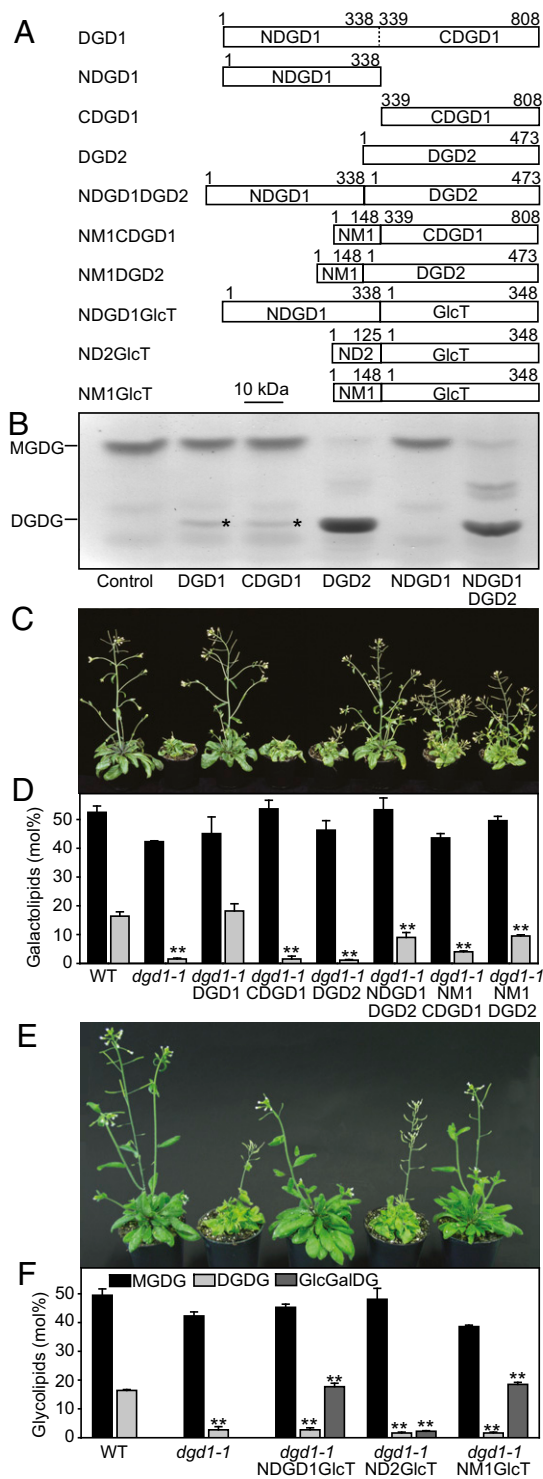 A
DGD1 1 338 339 808
NDGD1 CDGD1
NDGD1 1 338
NDGD1
CDGD1 339 808
CDGD1
DGD2 1 473
DGD2
NDGD1DGD2 1 338 1 473
NDGD1 DGD2
NM1CDGD1 1 148 339 808
NM1 CDGD1
NM1DGD2 1 148 1 473
NM1 DGD2
NDGD1GlcT 1 338 1 348
NDGD1 GlcT
ND2GlcT 1 125 1 348
ND2 GlcT
NM1GlcT 1 148 1 348
NM1 GlcT
10 kDa
B
MGDG
DGDG * *
Control DGD1 CDGD1 DGD2 NDGD1 NDGD1
DGD2
C
D
Galactolipids (mol%)
50
40
30
20
10
0
** ** ** ** ** **
WT dgd1-1 dgd1-1 dgd1-1 dgd1-1 dgd1-1 dgd1-1 dgd1-1
DGD1 CDGD1 DGD2 NDGD1 NM1 NM1
DGD2 CDGD1 DGD2
E
F
MGDG DGDG GlcGalDG
Glycolipids (mol%)
50
40
30
20
10
0
** ** ** ** ** ** **
WT dgd1-1 dgd1-1 dgd1-1 dgd1-1
NDGD1GlcT ND2GlcT NM1GlcT